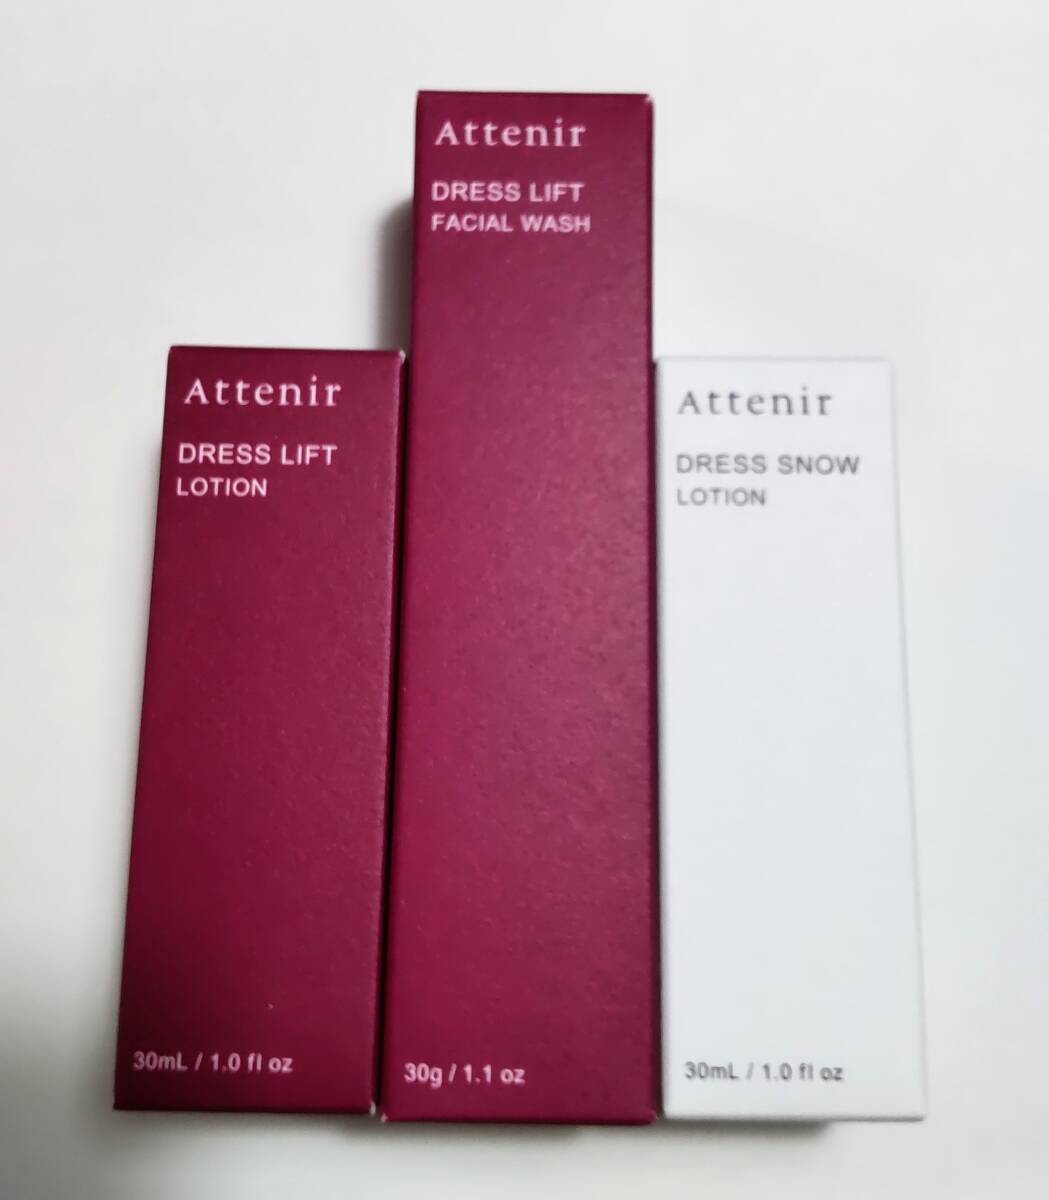 Attenir
DRESS LIFT
LOTION
30mL / 1.0 fl oz
Attenir
DRESS LIFT
FACIAL WASH
30g / 1.1 oz
Attenir
DRESS SNOW
LOTION
30mL / 1.0 fl oz